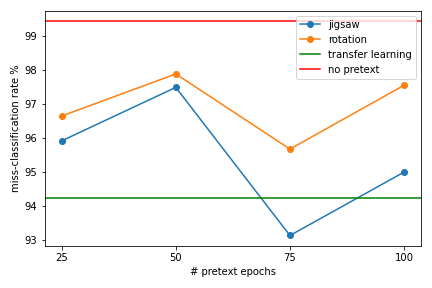 miss-classification rate %
99
98
97
96
95
94
93
25
50
75
100
# pretext epochs
jigsaw
rotation
transfer learning
no pretext